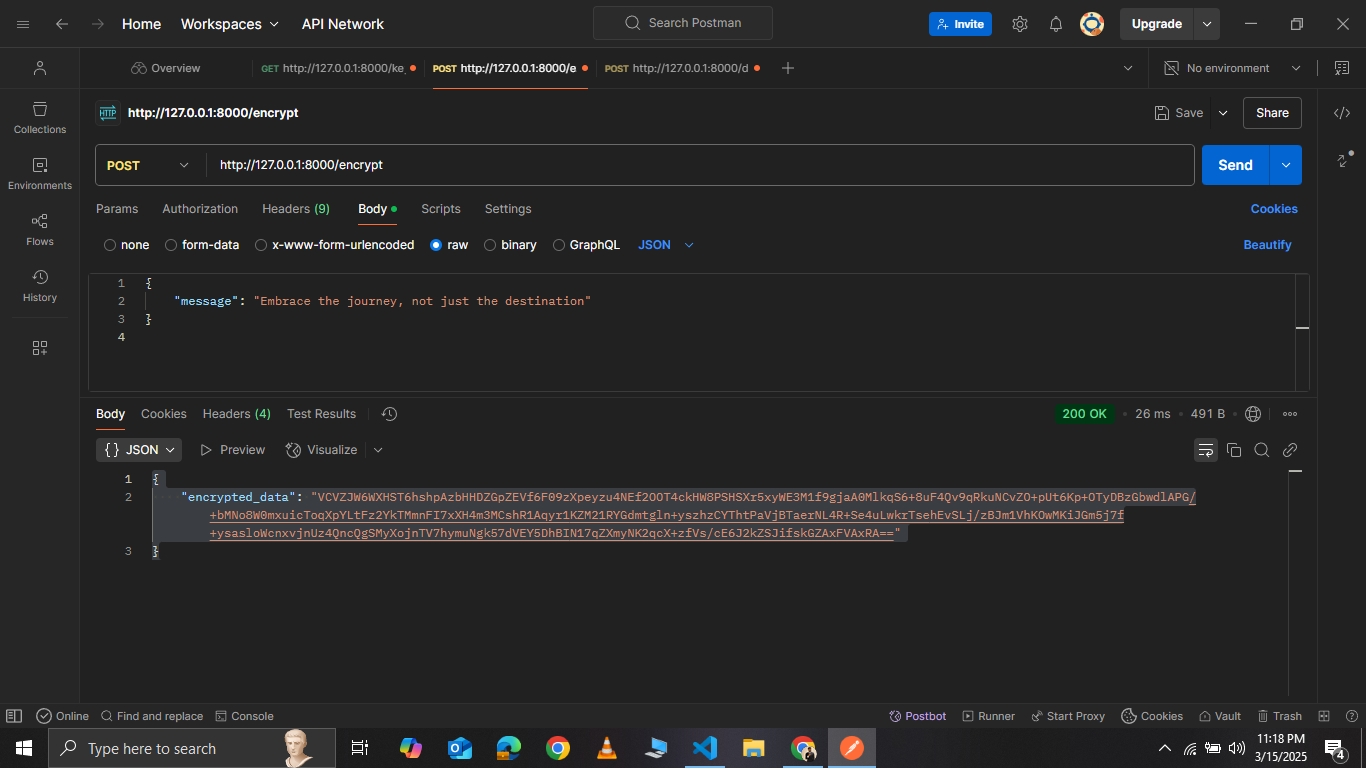 Home Workspaces API Network Search Postman Invite Upgrade
Overview GET http://127.0.0.1:8000/ke POST http://127.0.0.1:8000/e POST http://127.0.0.1:8000/d No environment
HTTP http://127.0.0.1:8000/encrypt Save Share
Collections
POST http://127.0.0.1:8000/encrypt Send
Environments
Params Authorization Headers (9) Body Scripts Settings Cookies
Flows
none form-data x-www-form-urlencoded raw binary GraphQL JSON Beautify
History
1 {
2 "message": "Embrace the journey, not just the destination"
3 }
4
Body Cookies Headers (4) Test Results 200 OK • 26 ms • 491 B
{} JSON Preview Visualize
1 {
2 "encrypted_data": "VCVZJW6WXHST6hshpAzbHHDZGpZEVf6F09zXpeyzu4NEf2OOT4ckHW8PSHSXr5xyWE3M1f9gjaA0MlkqS6+8uF4Qv9qRkuNCvZO+pUt6Kp+OTyDBzGbwdlAPG/
+bMNo8W0mxuicToqXpYLtFz2YkTMmnFI7xXH4m3MCshR1Aqyr1KZM21RYGdmtgln+yszhzCYThtPaVjBTaerNL4R+Se4uLwkrTsehEvSLj/zBJm1VhKOwMKiJGm5j7f
+ysasloWcnxvjnUz4QncQgSMyXojnTV7hymuNgk57dVEY5DhBIN17qZXmyNK2qcX+zfVs/cE6J2kZSJifskGZAxFVAxRA=="
3 }
Online Find and replace Console Postbot Runner Start Proxy Cookies Vault Trash
Type here to search 11:18 PM
3/15/2025 4